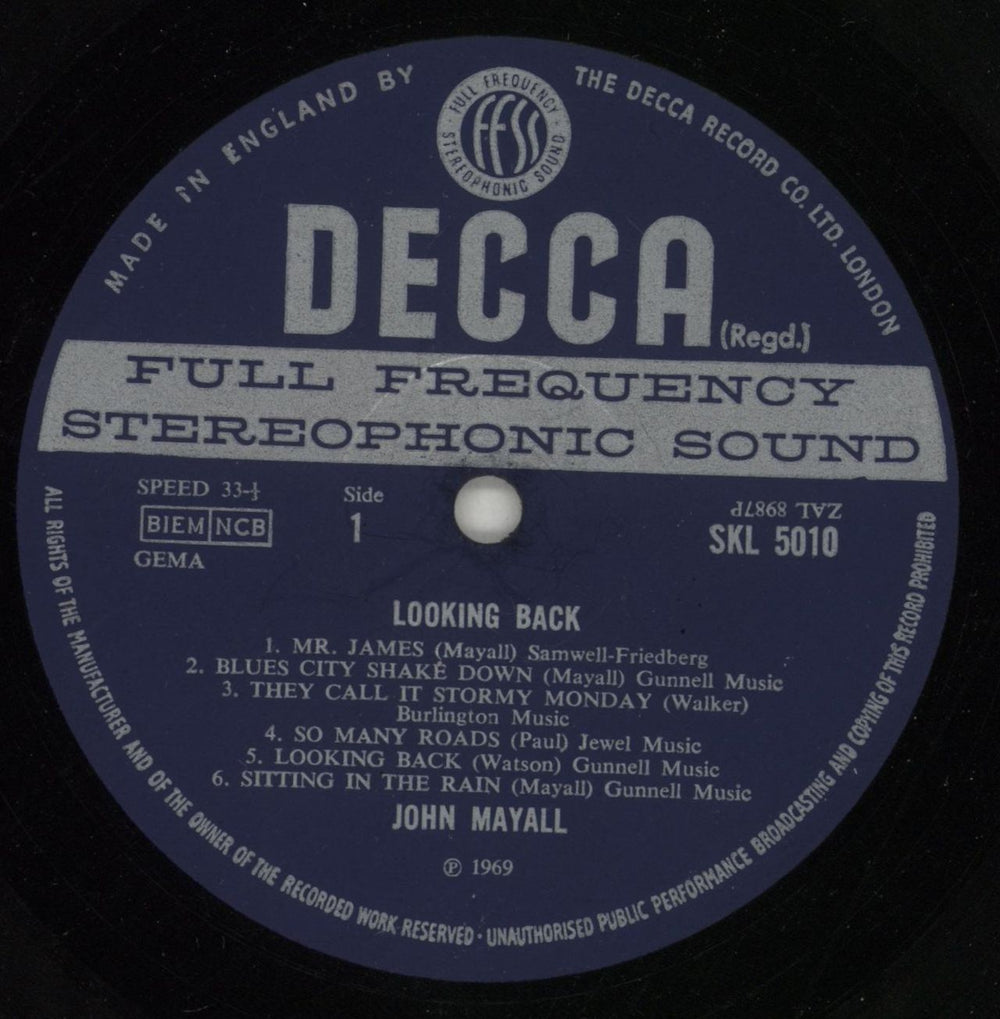 MADE IN ENGLAND BY
THE DECCA RECORD CO. LTD. LONDON
FULL FREQUENCY
FFSS
STEREOPHONIC SOUND
DECCA
(Regd.)
FULL FREQUENCY
STEREOPHONIC SOUND
SPEED 33-⅓
BIEM NCB
GEMA
Side
1
ZAL 8987P
SKL 5010
LOOKING BACK
1. MR. JAMES (Mayall) Samwell-Friedberg
2. BLUES CITY SHAKE DOWN (Mayall) Gunnell Music
3. THEY CALL IT STORMY MONDAY (Walker)
Burlington Music
4. SO MANY ROADS (Paul) Jewel Music
5. LOOKING BACK (Watson) Gunnell Music
6. SITTING IN THE RAIN (Mayall) Gunnell Music
JOHN MAYALL
℗ 1969
ALL RIGHTS OF THE MANUFACTURER AND OF THE OWNER OF THE RECORDED WORK RESERVED · UNAUTHORISED PUBLIC PERFORMANCE BROADCASTING AND COPYING OF THIS RECORD PROHIBITED